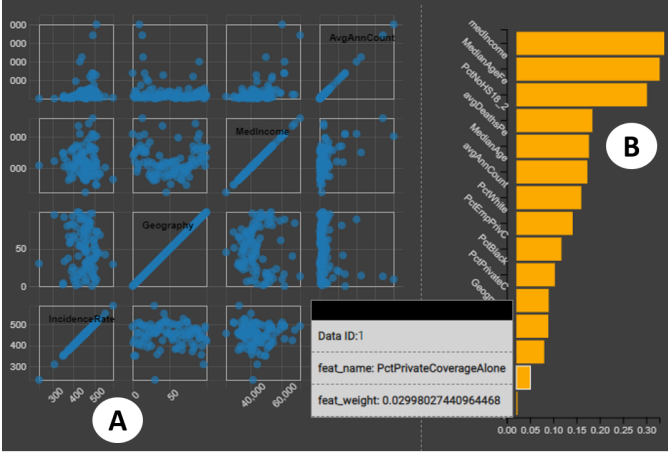 000
000
000
000
AvgAnnCount
000
000
MedIncome
50
0
Geography
500
400
300
IncidenceRate
300
400
500
0
50
40,000
60,000
A
medIncome
MedianAgeFe
PctNoHS18_2
avgDeathsPe
MedianAge
avgAnnCount
PctWhite
PctEmpPrivC
PctBlack
PctPrivateC
Geogr
B
Data ID:1
feat_name: PctPrivateCoverageAlone
feat_weight: 0.02998027440964468
0.00 0.05 0.10 0.15 0.20 0.25 0.30